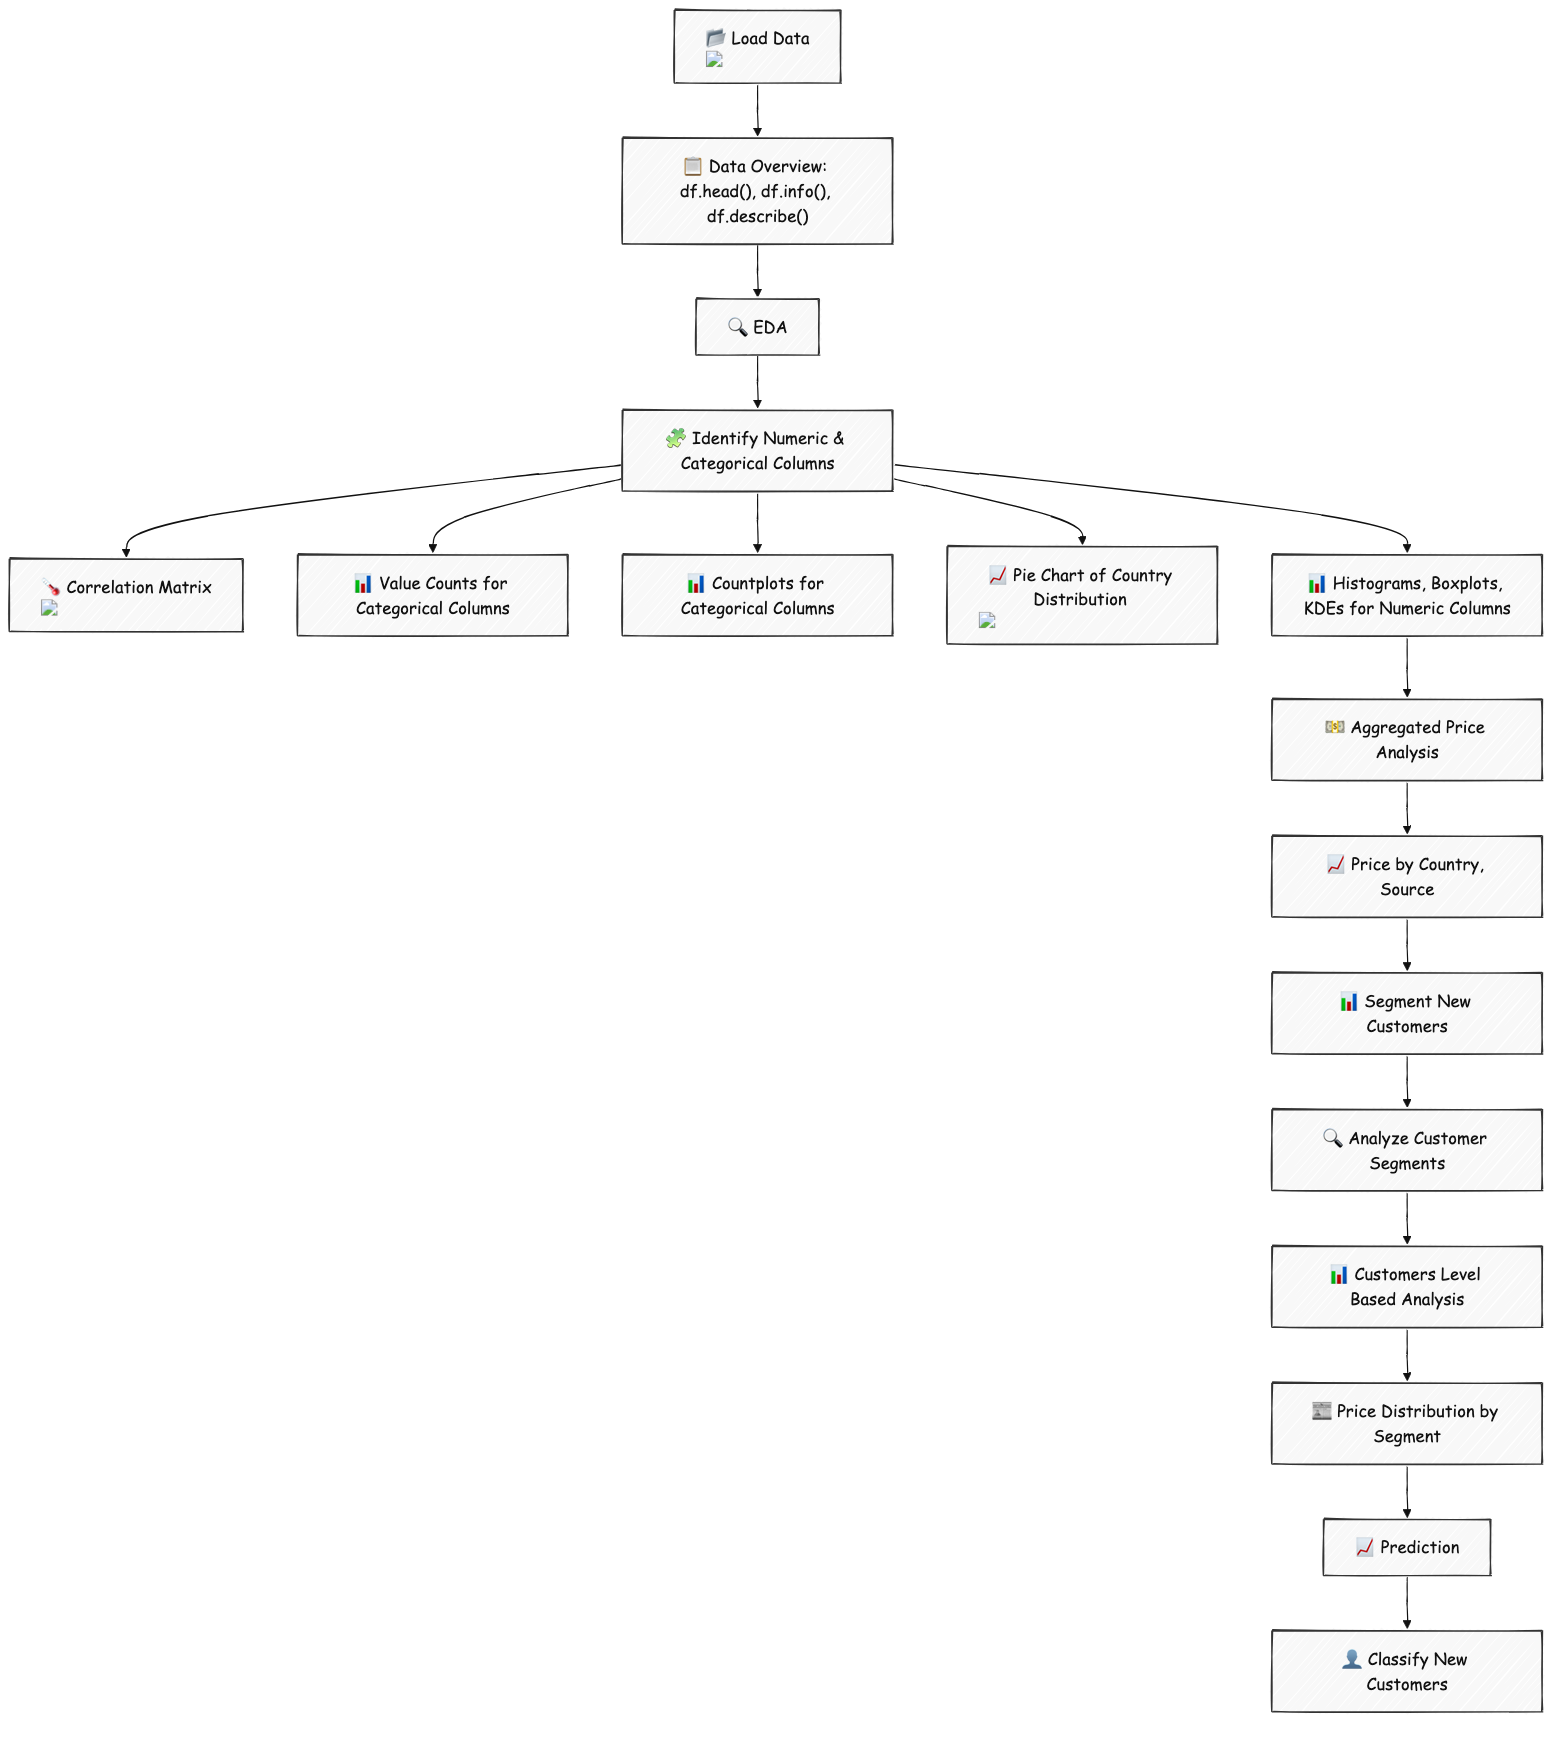 Load Data
Data Overview:
df.head(), df.info(),
df.describe()
EDA
Identify Numeric &
Categorical Columns
Correlation Matrix
Value Counts for
Categorical Columns
Countplots for
Categorical Columns
Pie Chart of Country
Distribution
Histograms, Boxplots,
KDEs for Numeric Columns
Aggregated Price
Analysis
Price by Country,
Source
Segment New
Customers
Analyze Customer
Segments
Customers Level
Based Analysis
Price Distribution by
Segment
Prediction
Classify New
Customers